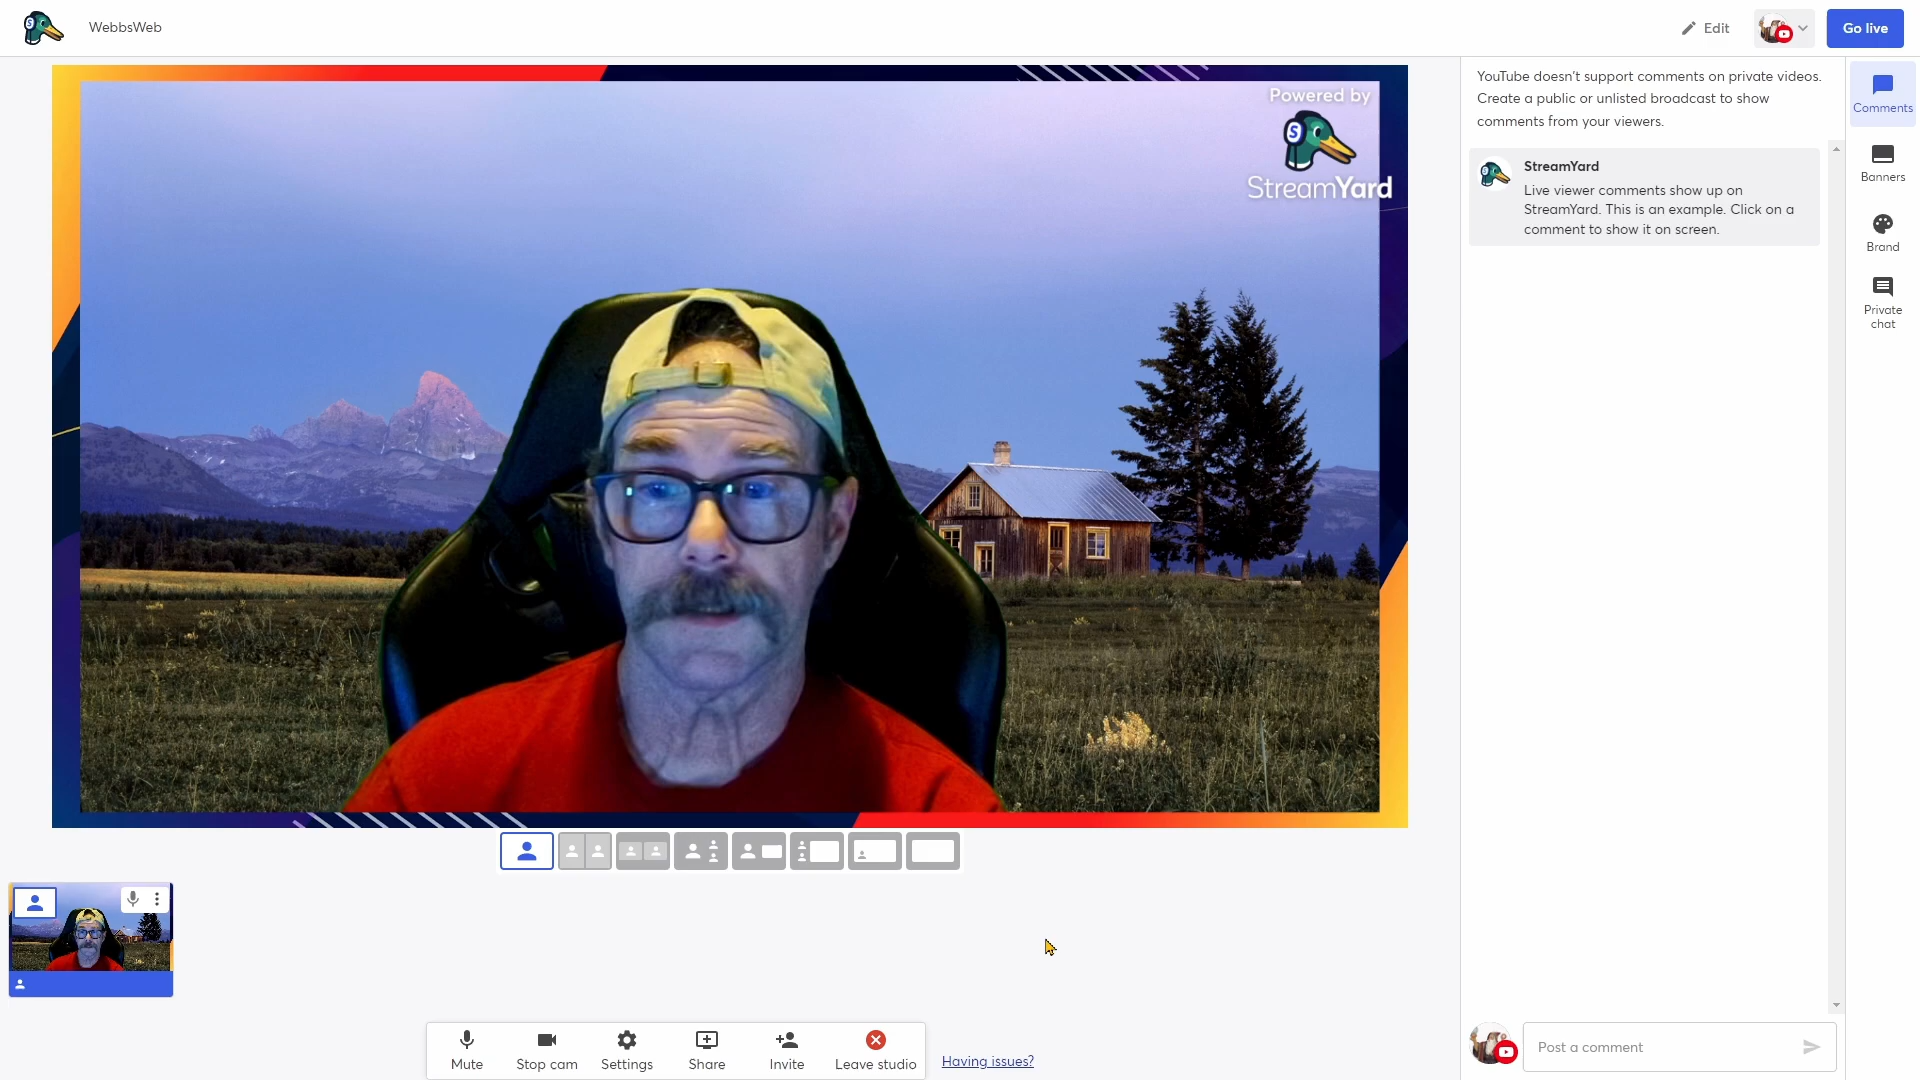 WebbsWeb
Edit
Go live
Powered by
S
StreamYard
YouTube doesn't support comments on private videos.
Create a public or unlisted broadcast to show
comments from your viewers.
StreamYard
Live viewer comments show up on
StreamYard. This is an example. Click on a
comment to show it on screen.
Comments
Banners
Brand
Private
chat
Mute
Stop cam
Settings
Share
Invite
Leave studio
Having issues?
Post a comment